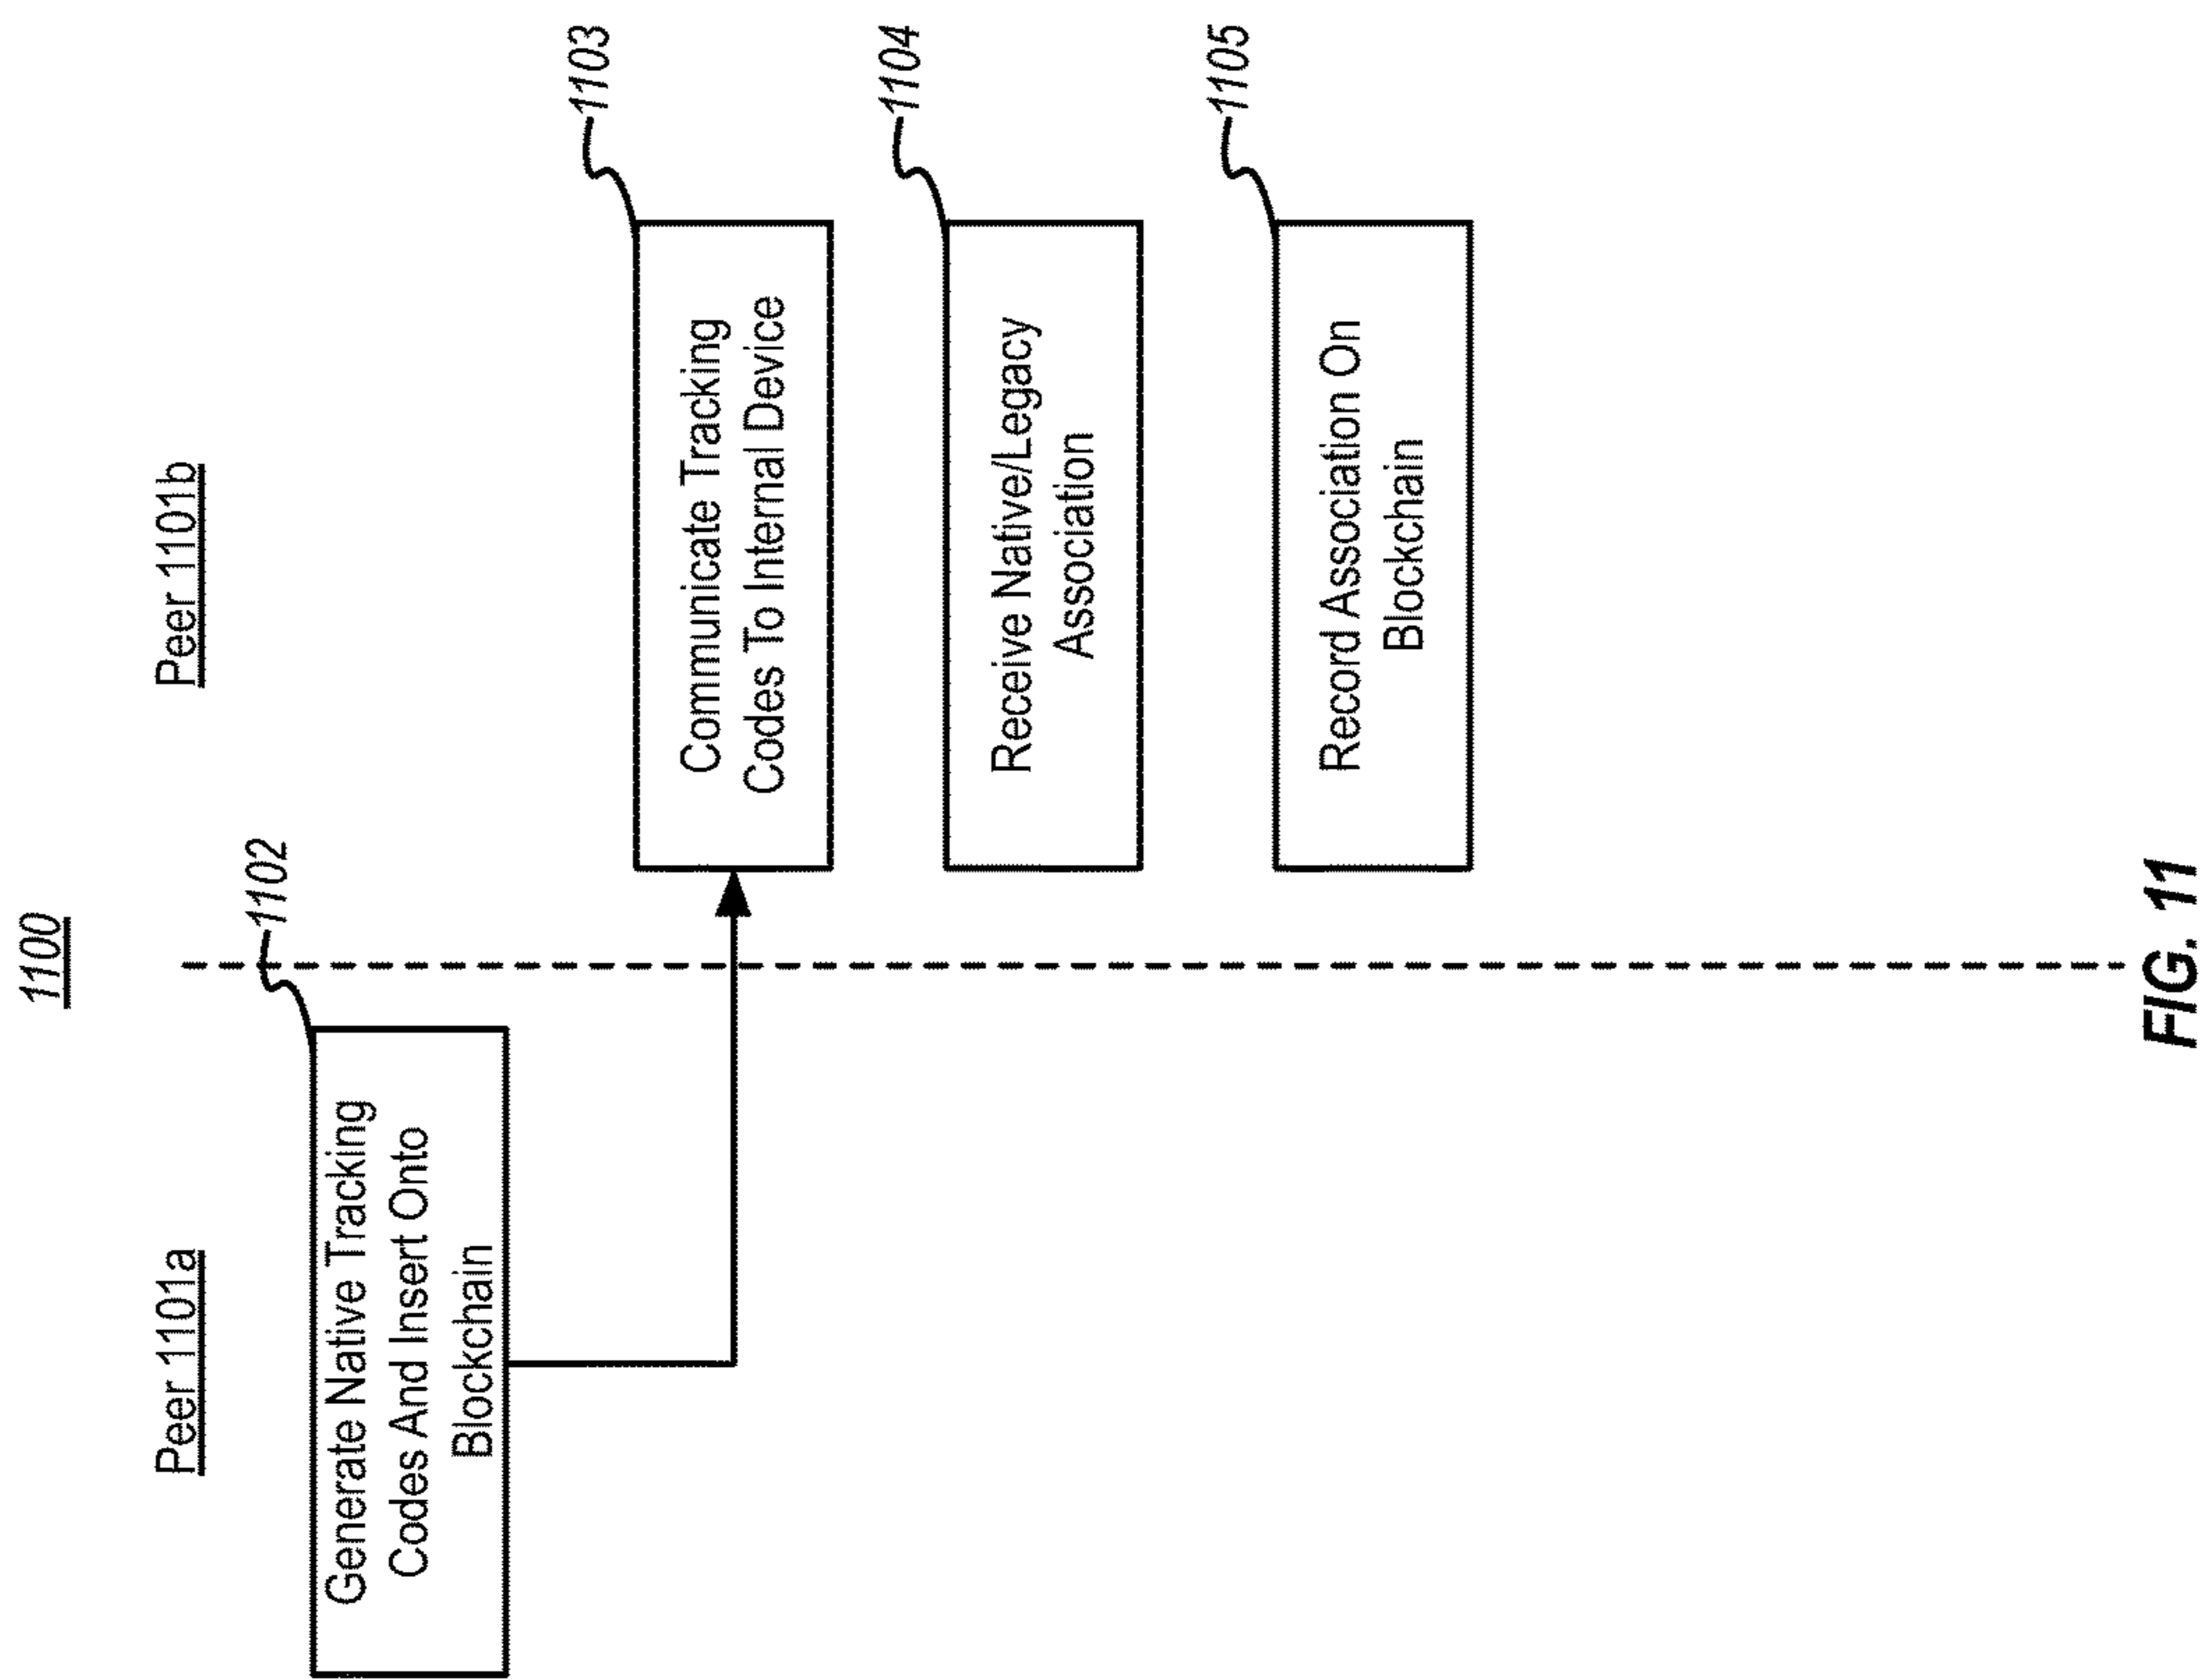 1100
Peer 1101a
Peer 1101b
1102
Generate Native Tracking
Codes And Insert Onto
Blockchain
1103
Communicate Tracking
Codes To Internal Device
1104
Receive Native/Legacy
Association
1105
Record Association On
Blockchain
FIG. 11